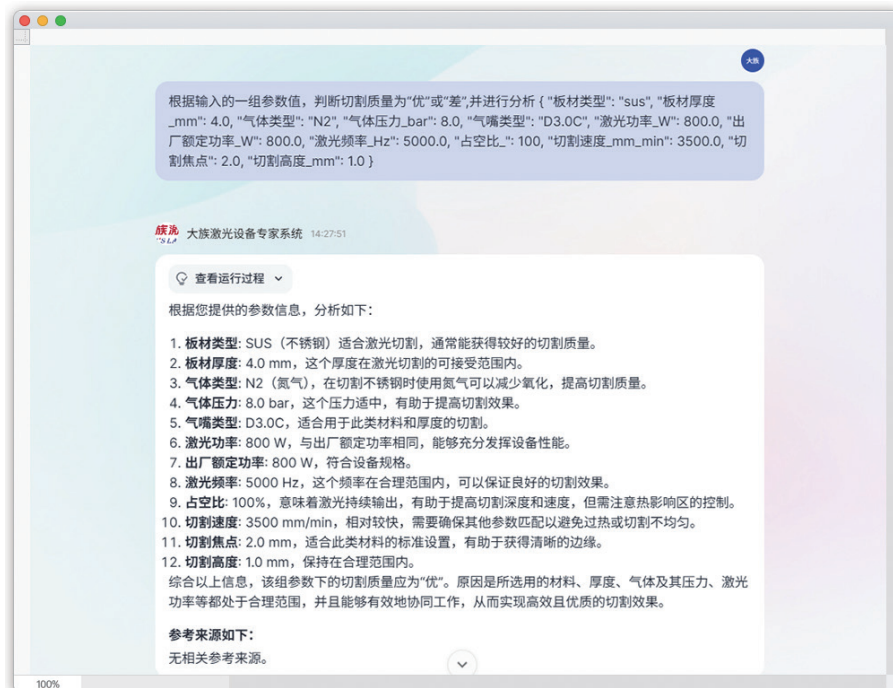 大族
根据输入的一组参数值，判断切割质量为“优”或“差”,并进行分析 { "板材类型": "sus", "板材厚度
_mm": 4.0, "气体类型": "N2", "气体压力_bar": 8.0, "气嘴类型": "D3.0C", "激光功率_W": 800.0, "出
厂额定功率_W": 800.0, "激光频率_Hz": 5000.0, "占空比_": 100, "切割速度_mm_min": 3500.0, "切
割焦点": 2.0, "切割高度_mm": 1.0 }
大族激光设备专家系统 14:27:51
查看运行过程
根据您提供的参数信息，分析如下：
1. 板材类型: SUS（不锈钢）适合激光切割，通常能获得较好的切割质量。
2. 板材厚度: 4.0 mm，这个厚度在激光切割的可接受范围内。
3. 气体类型: N2（氮气），在切割不锈钢时使用氮气可以减少氧化，提高切割质量。
4. 气体压力: 8.0 bar，这个压力适中，有助于提高切割效果。
5. 气嘴类型: D3.0C，适合用于此类材料和厚度的切割。
6. 激光功率: 800 W，与出厂额定功率相同，能够充分发挥设备性能。
7. 出厂额定功率: 800 W，符合设备规格。
8. 激光频率: 5000 Hz，这个频率在合理范围内，可以保证良好的切割效果。
9. 占空比: 100%，意味着激光持续输出，有助于提高切割深度和速度，但需注意热影响区的控制。
10. 切割速度: 3500 mm/min，相对较快，需要确保其他参数匹配以避免过热或切割不均匀。
11. 切割焦点: 2.0 mm，适合此类材料的标准设置，有助于获得清晰的边缘。
12. 切割高度: 1.0 mm，保持在合理范围内。
综合以上信息，该组参数下的切割质量应为“优”。原因是所选用的材料、厚度、气体及其压力、激光
功率等都处于合理范围，并且能够有效地协同工作，从而实现高效且优质的切割效果。
参考来源如下：
无相关参考来源。
100%